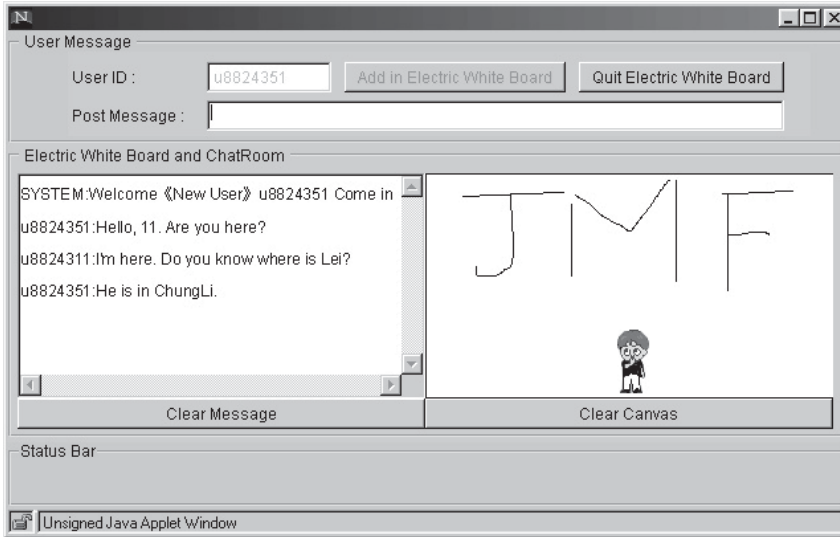 N
User Message
User ID : u8824351 Add in Electric White Board Quit Electric White Board
Post Message :
Electric White Board and ChatRoom
SYSTEM:Welcome《New User》u8824351 Come in
u8824351:Hello, 11. Are you here?
u8824311:I'm here. Do you know where is Lei?
u8824351:He is in ChungLi.
JMF
Clear Message Clear Canvas
Status Bar
Unsigned Java Applet Window